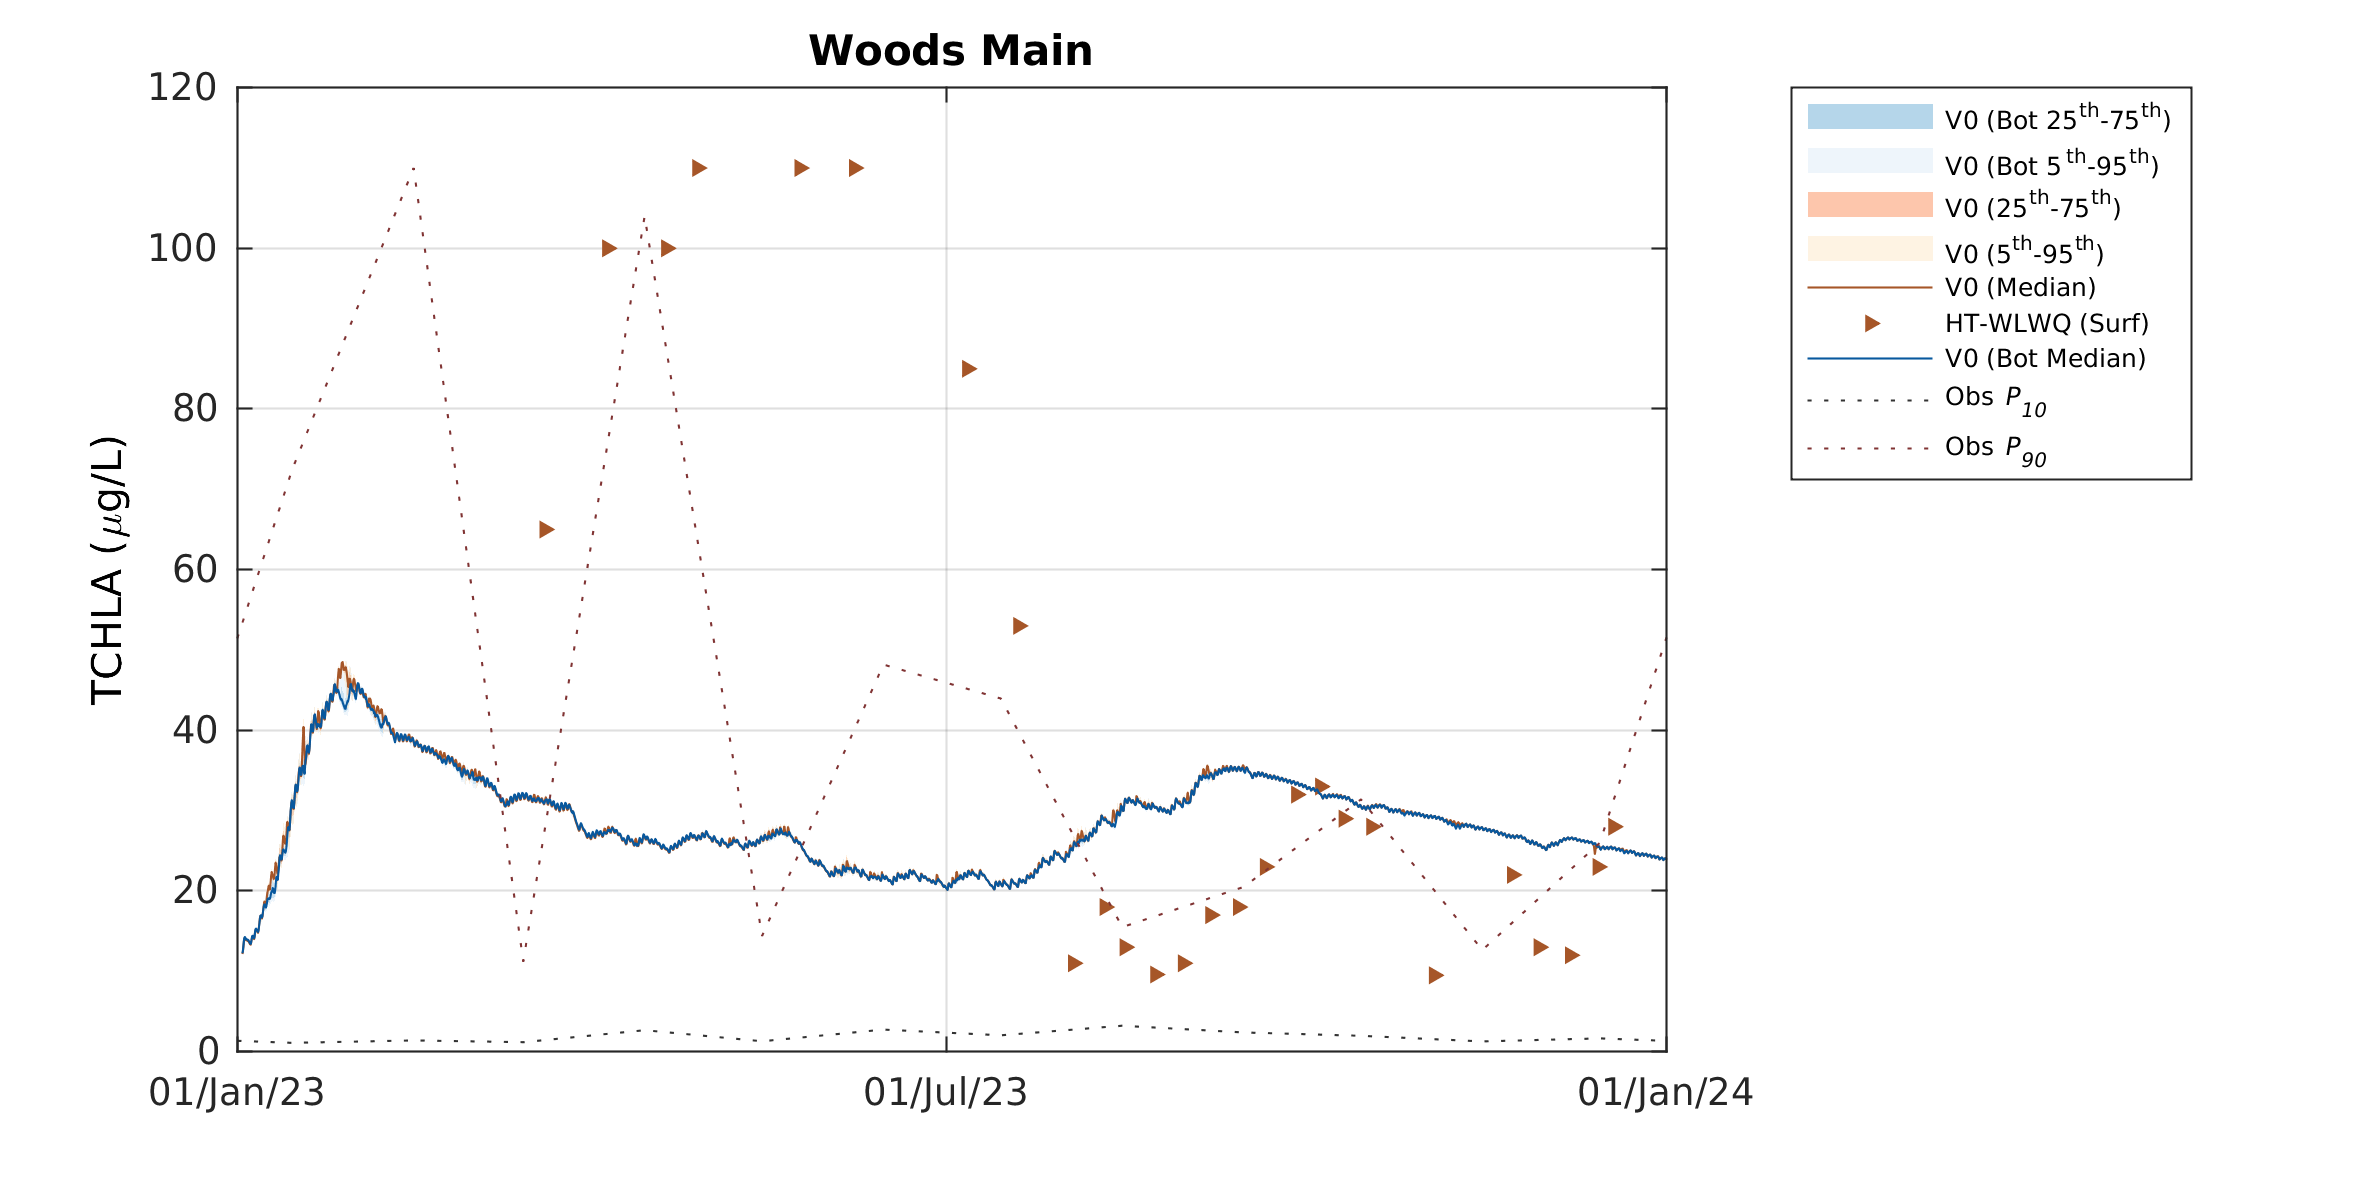 Woods Main
120
100
80
60
40
20
0
TCHLA (μg/L)
01/Jan/23
01/Jul/23
01/Jan/24
V0 (Bot 25th-75th)
V0 (Bot 5th-95th)
V0 (25th-75th)
V0 (5th-95th)
V0 (Median)
HT-WLWQ (Surf)
V0 (Bot Median)
Obs P10
Obs P90